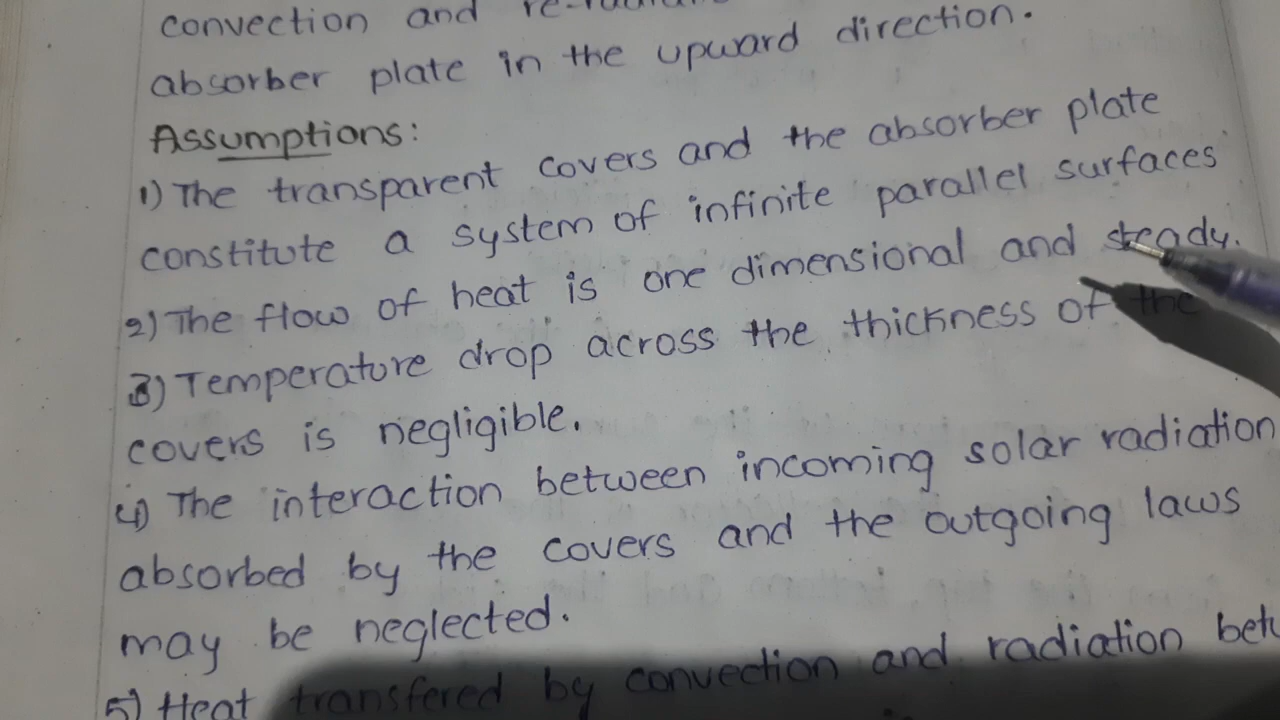 convection and
absorber plate in the upward direction.
Assumptions:
1) The transparent covers and the absorber plate
constitute a system of infinite parallel surfaces
2) The flow of heat is one dimensional and steady.
3) Temperature drop across the thickness of the
covers is negligible.
4) The interaction between incoming solar radiation
absorbed by the covers and the outgoing laws
may be neglected.
5) Heat transfered by convection and radiation